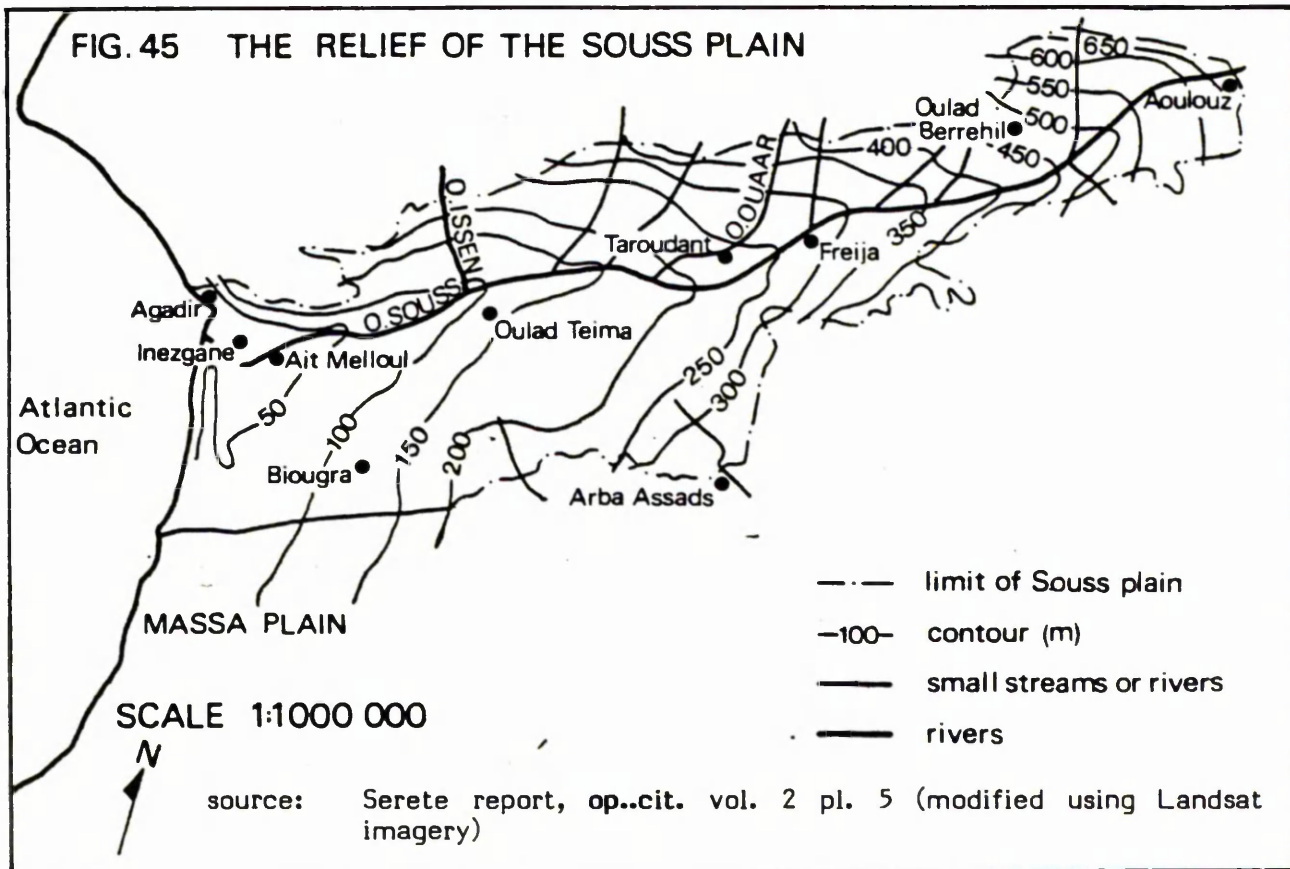 FIG. 45 THE RELIEF OF THE SOUSS PLAIN
650
600
550
Aoulouz
Oulad
Berrehil
500
450
400
O.OUAAR
O.ISSEN
Taroudant
Freija
350
Agadir
O.SOUSS
Oulad Teima
Inezgane
Ait Melloul
250
300
Atlantic
Ocean
50
100
150
200
Biougra
Arba Assads
MASSA PLAIN
limit of Souss plain
-100- contour (m)
small streams or rivers
rivers
SCALE 1:1000 000
N
source: Serete report, op..cit. vol. 2 pl. 5 (modified using Landsat
imagery)